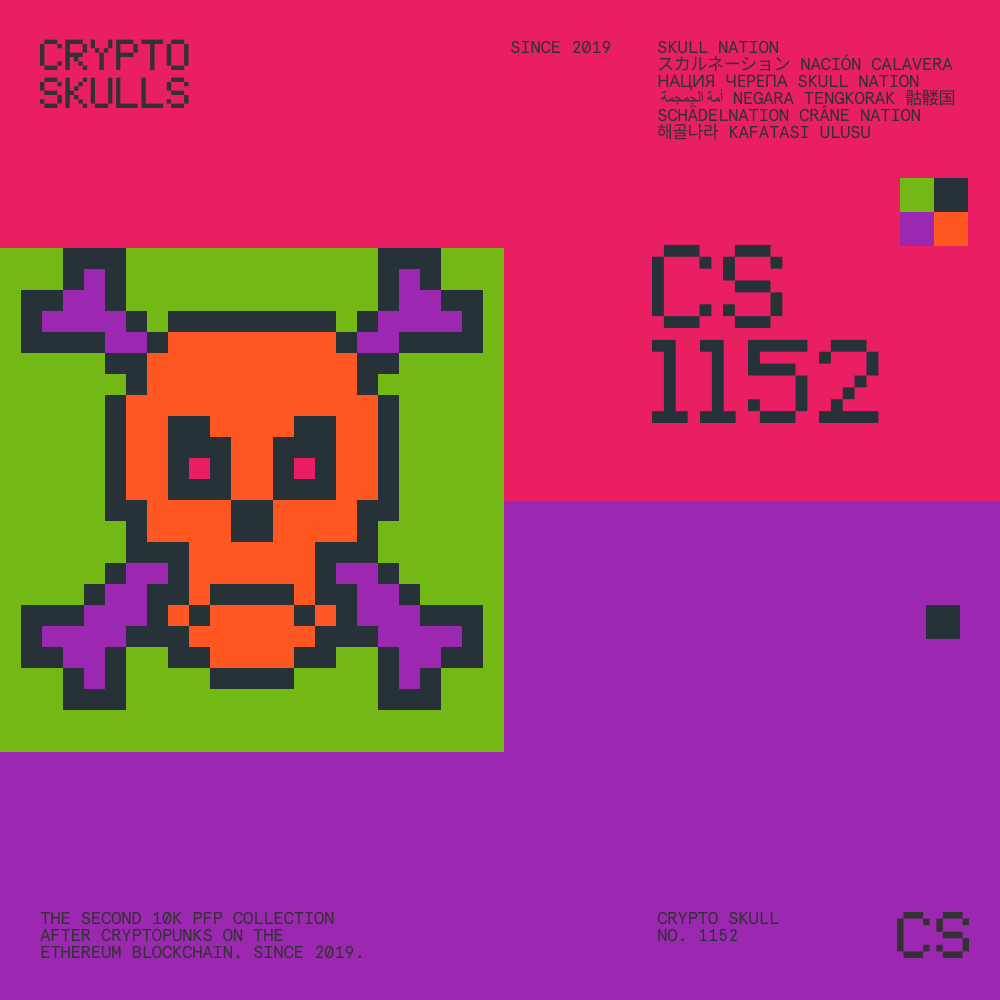 CRYPTO
SKULLS
SINCE 2019
SKULL NATION
スカルネーション NACIÓN CALAVERA
НАЦИЯ ЧЕРЕПА SKULL NATION
أمة الجمجمة NEGARA TENGKORAK 骷髅国
SCHÄDELNATION CRÂNE NATION
해골나라 KAFATASI ULUSU
CS
1152
THE SECOND 10K PFP COLLECTION
AFTER CRYPTOPUNKS ON THE
ETHEREUM BLOCKCHAIN. SINCE 2019.
CRYPTO SKULL
NO. 1152
CS